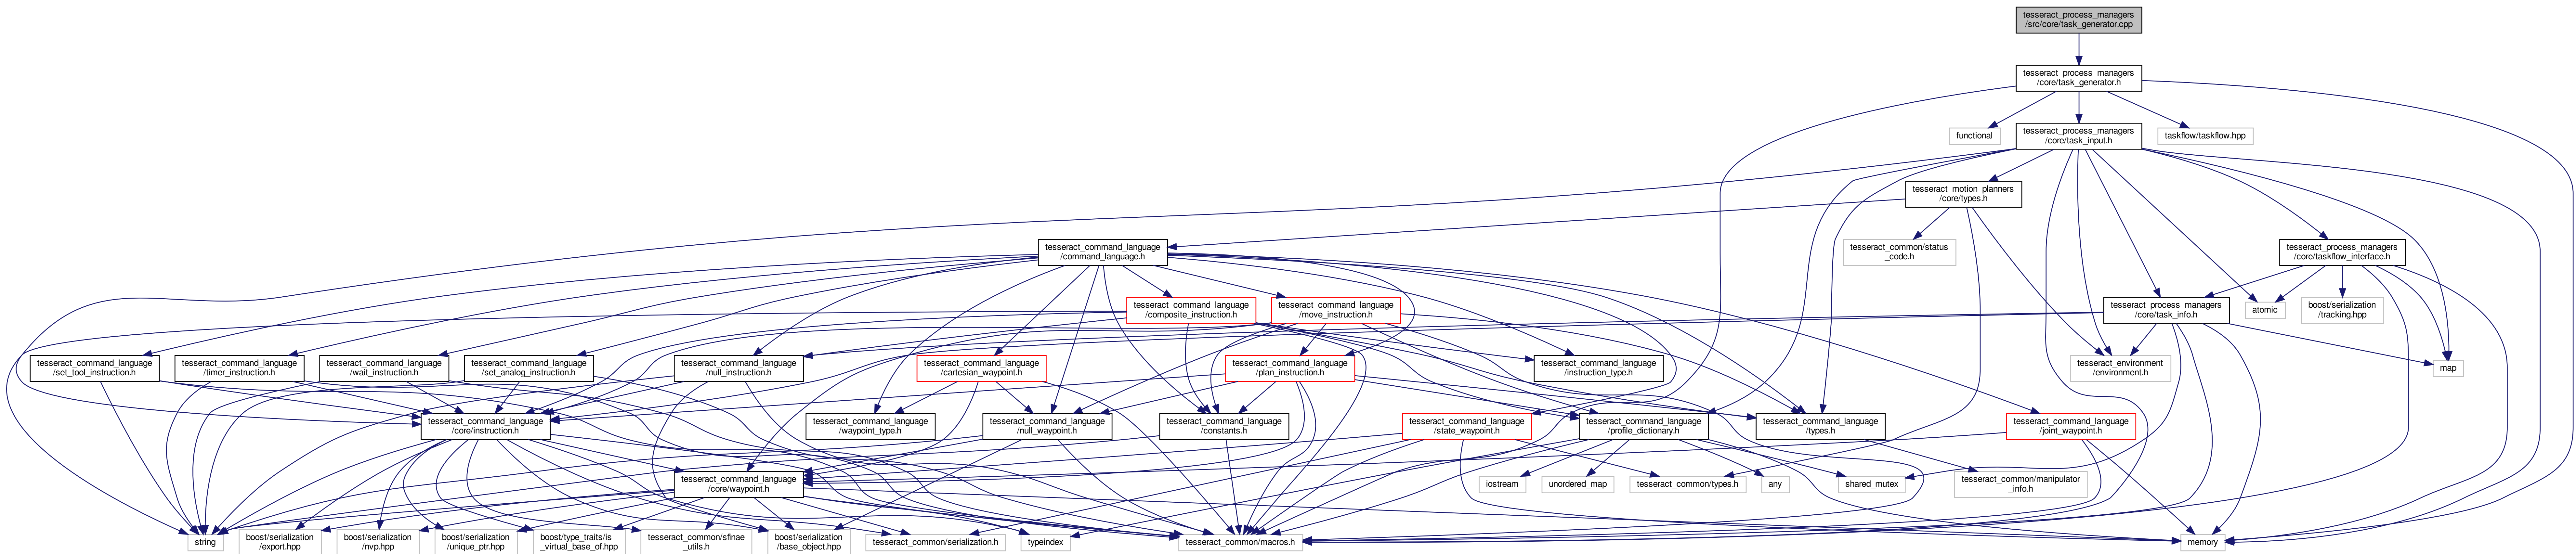 tesseract_process_managers
/src/core/task_generator.cpp
tesseract_process_managers
/core/task_generator.h
functional
tesseract_process_managers
/core/task_input.h
taskflow/taskflow.hpp
tesseract_motion_planners
/core/types.h
tesseract_command_language
/command_language.h
tesseract_common/status
_code.h
tesseract_process_managers
/core/taskflow_interface.h
tesseract_command_language
/composite_instruction.h
tesseract_command_language
/move_instruction.h
tesseract_process_managers
/core/task_info.h
atomic
boost/serialization
/tracking.hpp
tesseract_command_language
/set_tool_instruction.h
tesseract_command_language
/timer_instruction.h
tesseract_command_language
/wait_instruction.h
tesseract_command_language
/set_analog_instruction.h
tesseract_command_language
/null_instruction.h
tesseract_command_language
/cartesian_waypoint.h
tesseract_command_language
/plan_instruction.h
tesseract_command_language
/instruction_type.h
tesseract_environment
/environment.h
map
tesseract_command_language
/core/instruction.h
tesseract_command_language
/waypoint_type.h
tesseract_command_language
/null_waypoint.h
tesseract_command_language
/constants.h
tesseract_command_language
/state_waypoint.h
tesseract_command_language
/profile_dictionary.h
tesseract_command_language
/types.h
tesseract_command_language
/joint_waypoint.h
tesseract_command_language
/core/waypoint.h
iostream
unordered_map
tesseract_common/types.h
any
shared_mutex
tesseract_common/manipulator
_info.h
string
boost/serialization
/export.hpp
boost/serialization
/nvp.hpp
boost/serialization
/unique_ptr.hpp
boost/type_traits/is
_virtual_base_of.hpp
tesseract_common/sfinae
_utils.h
boost/serialization
/base_object.hpp
tesseract_common/serialization.h
typeindex
tesseract_common/macros.h
memory